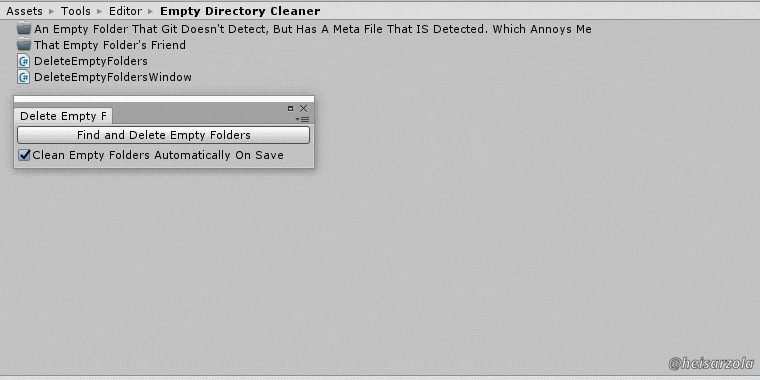 Assets ▸ Tools ▸ Editor ▸ Empty Directory Cleaner
An Empty Folder That Git Doesn't Detect, But Has A Meta File That IS Detected. Which Annoys Me
That Empty Folder's Friend
DeleteEmptyFolders
DeleteEmptyFoldersWindow
Delete Empty F
Find and Delete Empty Folders
Clean Empty Folders Automatically On Save
@heisarzola